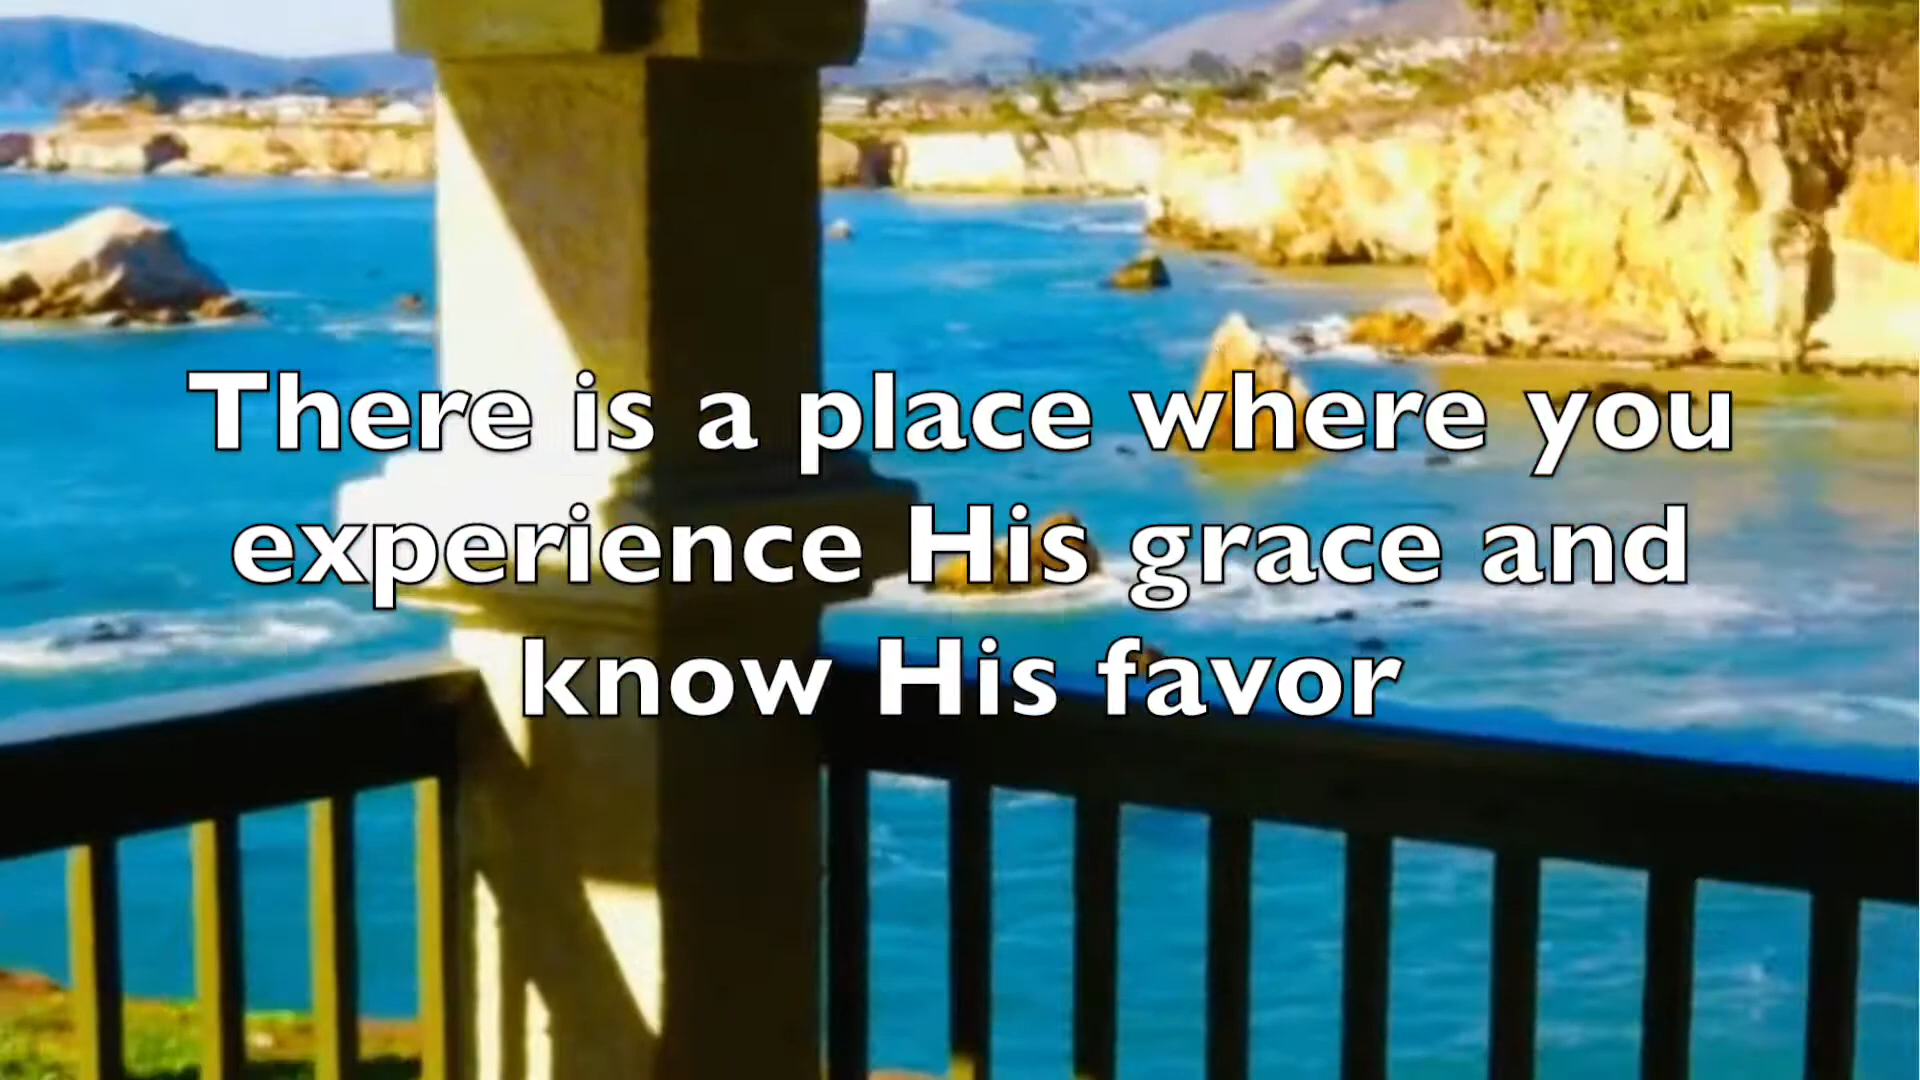 There is a place where you
experience His grace and
know His favor